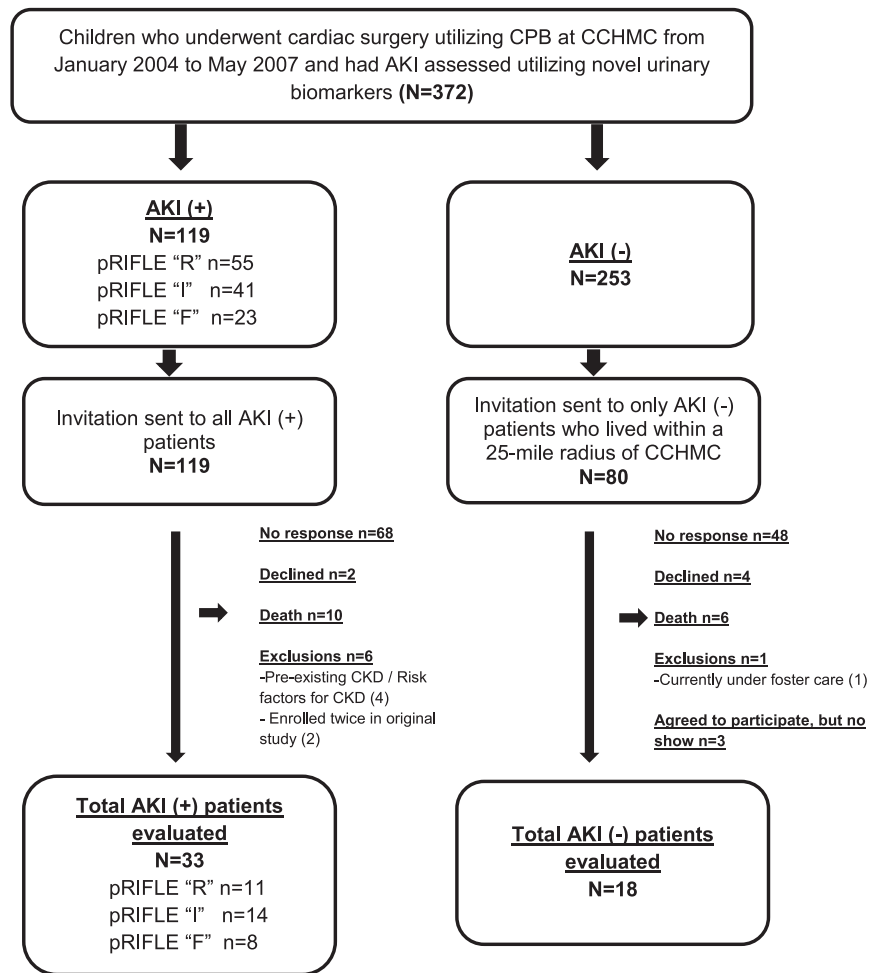 Children who underwent cardiac surgery utilizing CPB at CCHMC from
January 2004 to May 2007 and had AKI assessed utilizing novel urinary
biomarkers (N=372)
AKI (+)
N=119
pRIFLE “R” n=55
pRIFLE “I” n=41
pRIFLE “F” n=23
AKI (-)
N=253
Invitation sent to all AKI (+)
patients
N=119
Invitation sent to only AKI (-)
patients who lived within a
25-mile radius of CCHMC
N=80
No response n=68
Declined n=2
Death n=10
Exclusions n=6
-Pre-existing CKD / Risk
factors for CKD (4)
- Enrolled twice in original
study (2)
No response n=48
Declined n=4
Death n=6
Exclusions n=1
-Currently under foster care (1)
Agreed to participate, but no
show n=3
Total AKI (+) patients
evaluated
N=33
pRIFLE “R” n=11
pRIFLE “I” n=14
pRIFLE “F” n=8
Total AKI (-) patients
evaluated
N=18